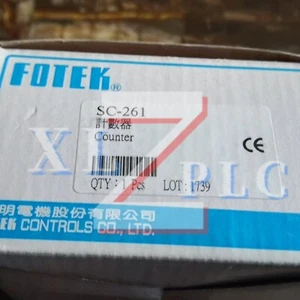 FOTEK®
SC-261
計數器
Counter
CE
QTY : 1 Pcs LOT : 1739
X Z PLC
明電機股份有限公司
TEK CONTROLS CO., LTD.